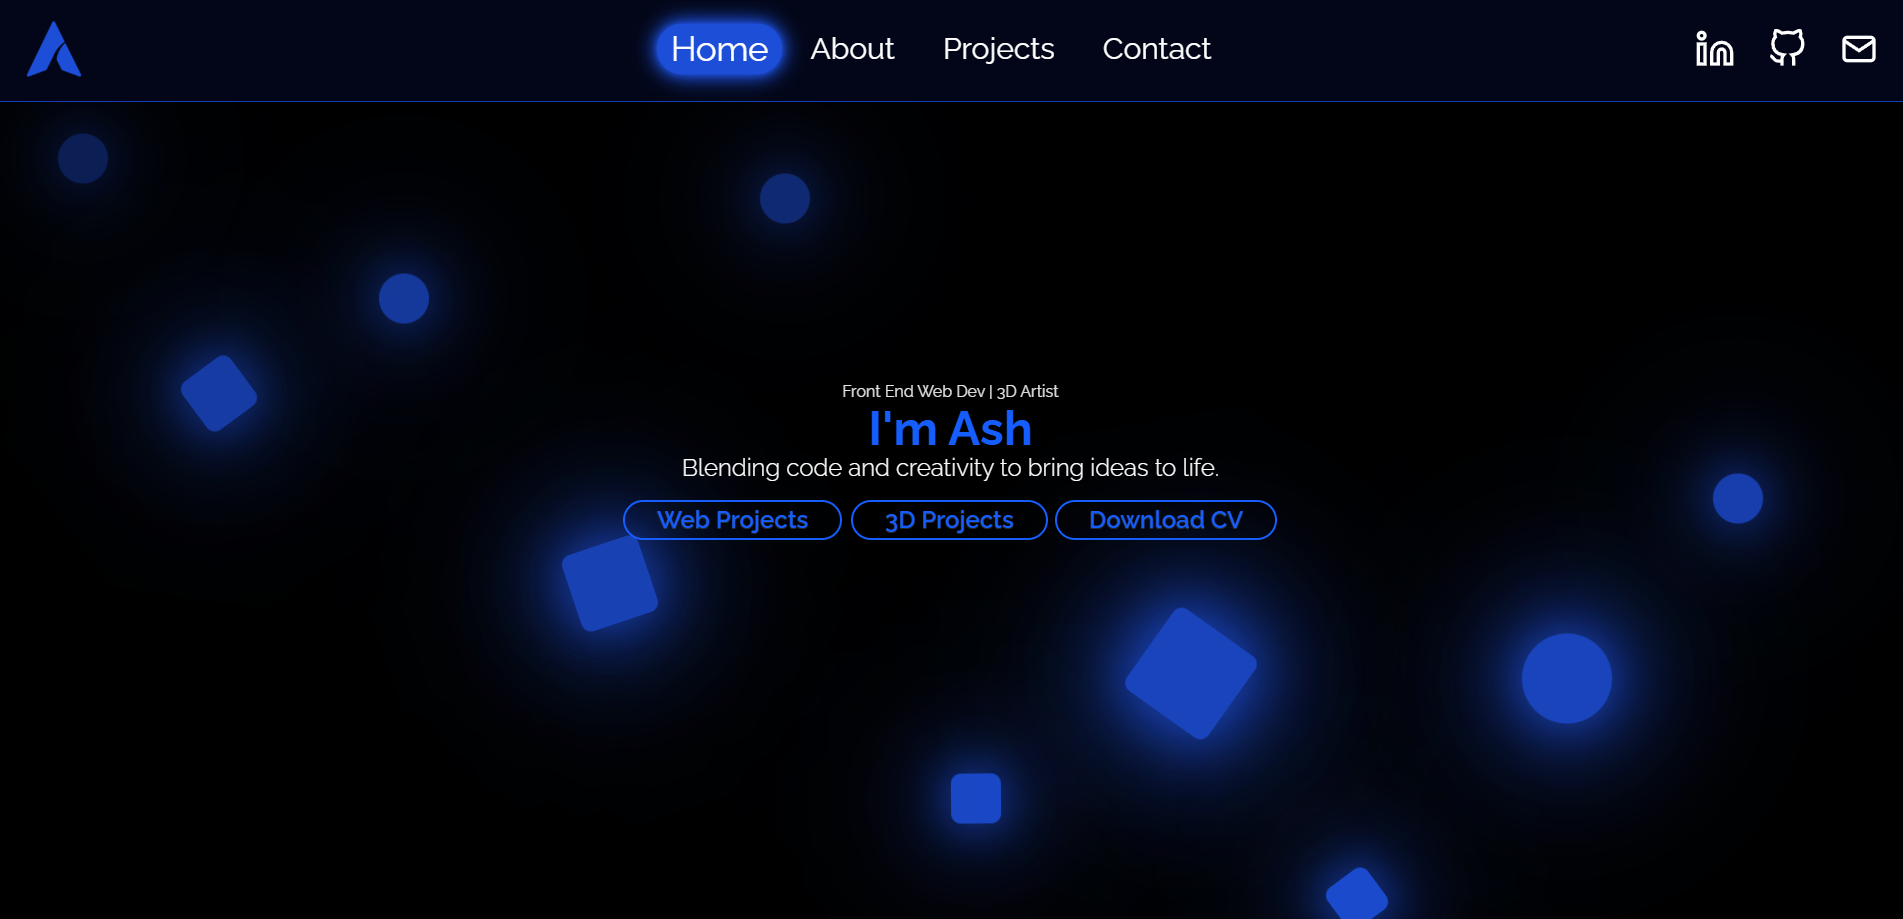 Home About Projects Contact
Front End Web Dev | 3D Artist
I'm Ash
Blending code and creativity to bring ideas to life.
Web Projects 3D Projects Download CV